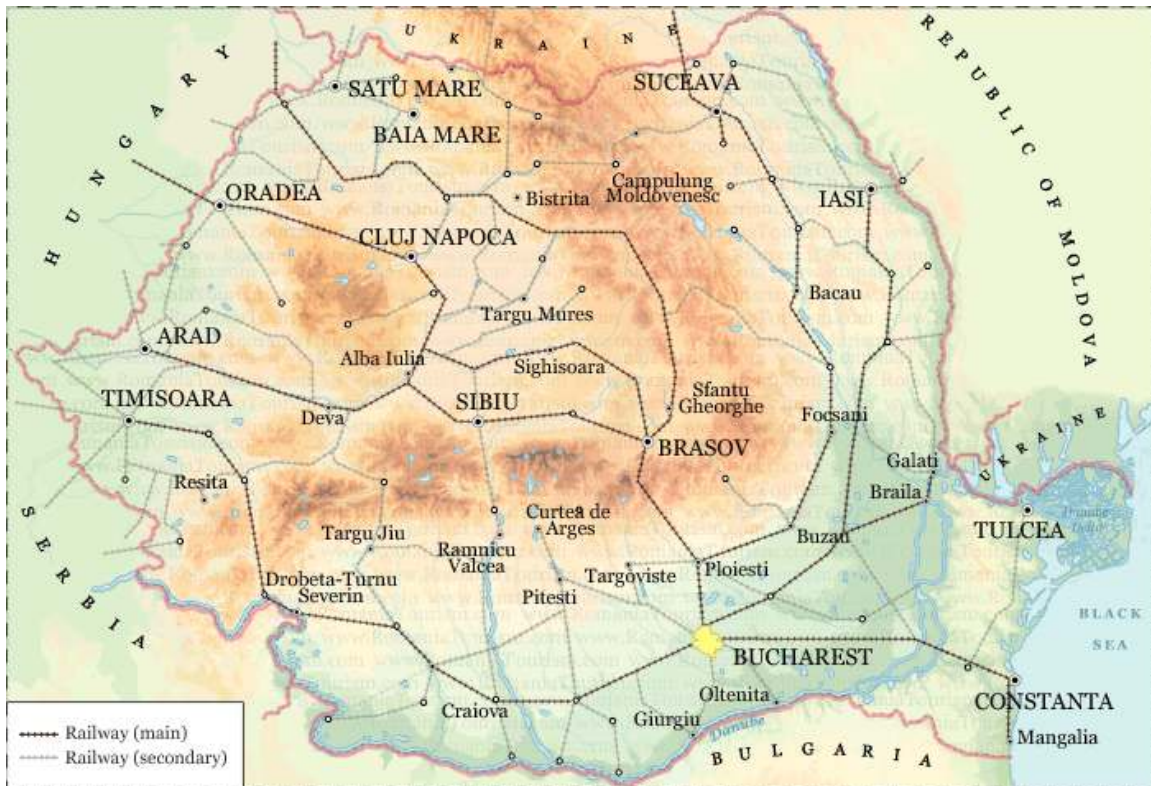 UKRAINE
REPUBLIC OF MOLDOVA
HUNGARY
SUCEAVA
SATU MARE
BAIA MARE
ORADEA
Bistrita
Campulung
Moldovenesc
IASI
CLUJ NAPOCA
Bacau
Targu Mures
ARAD
Alba Iulia
Sighisoara
TIMISOARA
Deva
SIBIU
Sfantu
Gheorghe
Focsani
BRASOV
UKRAINE
Galati
Resita
Braila
Curtea de
Arges
TULCEA
Danube
Delta
Targu Jiu
Ramnicu
Valcea
Buzau
SERBIA
Drobeta-Turnu
Severin
Targoviste
Ploiesti
Pitesti
BLACK
SEA
BUCHAREST
Oltenita
CONSTANTA
Craiova
Giurgiu
Danube
Mangalia
BULGARIA
Railway (main)
Railway (secondary)